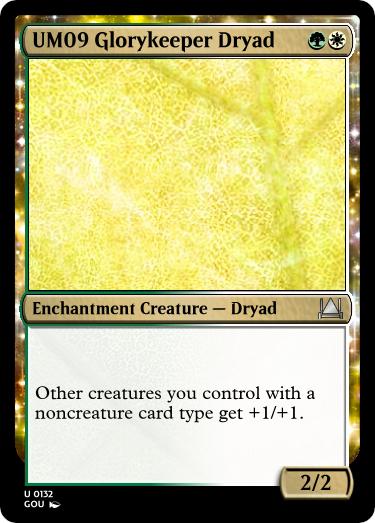 UM09 Glorykeeper Dryad
Enchantment Creature — Dryad
Other creatures you control with a
noncreature card type get +1/+1.
2/2
U 0132
GOU